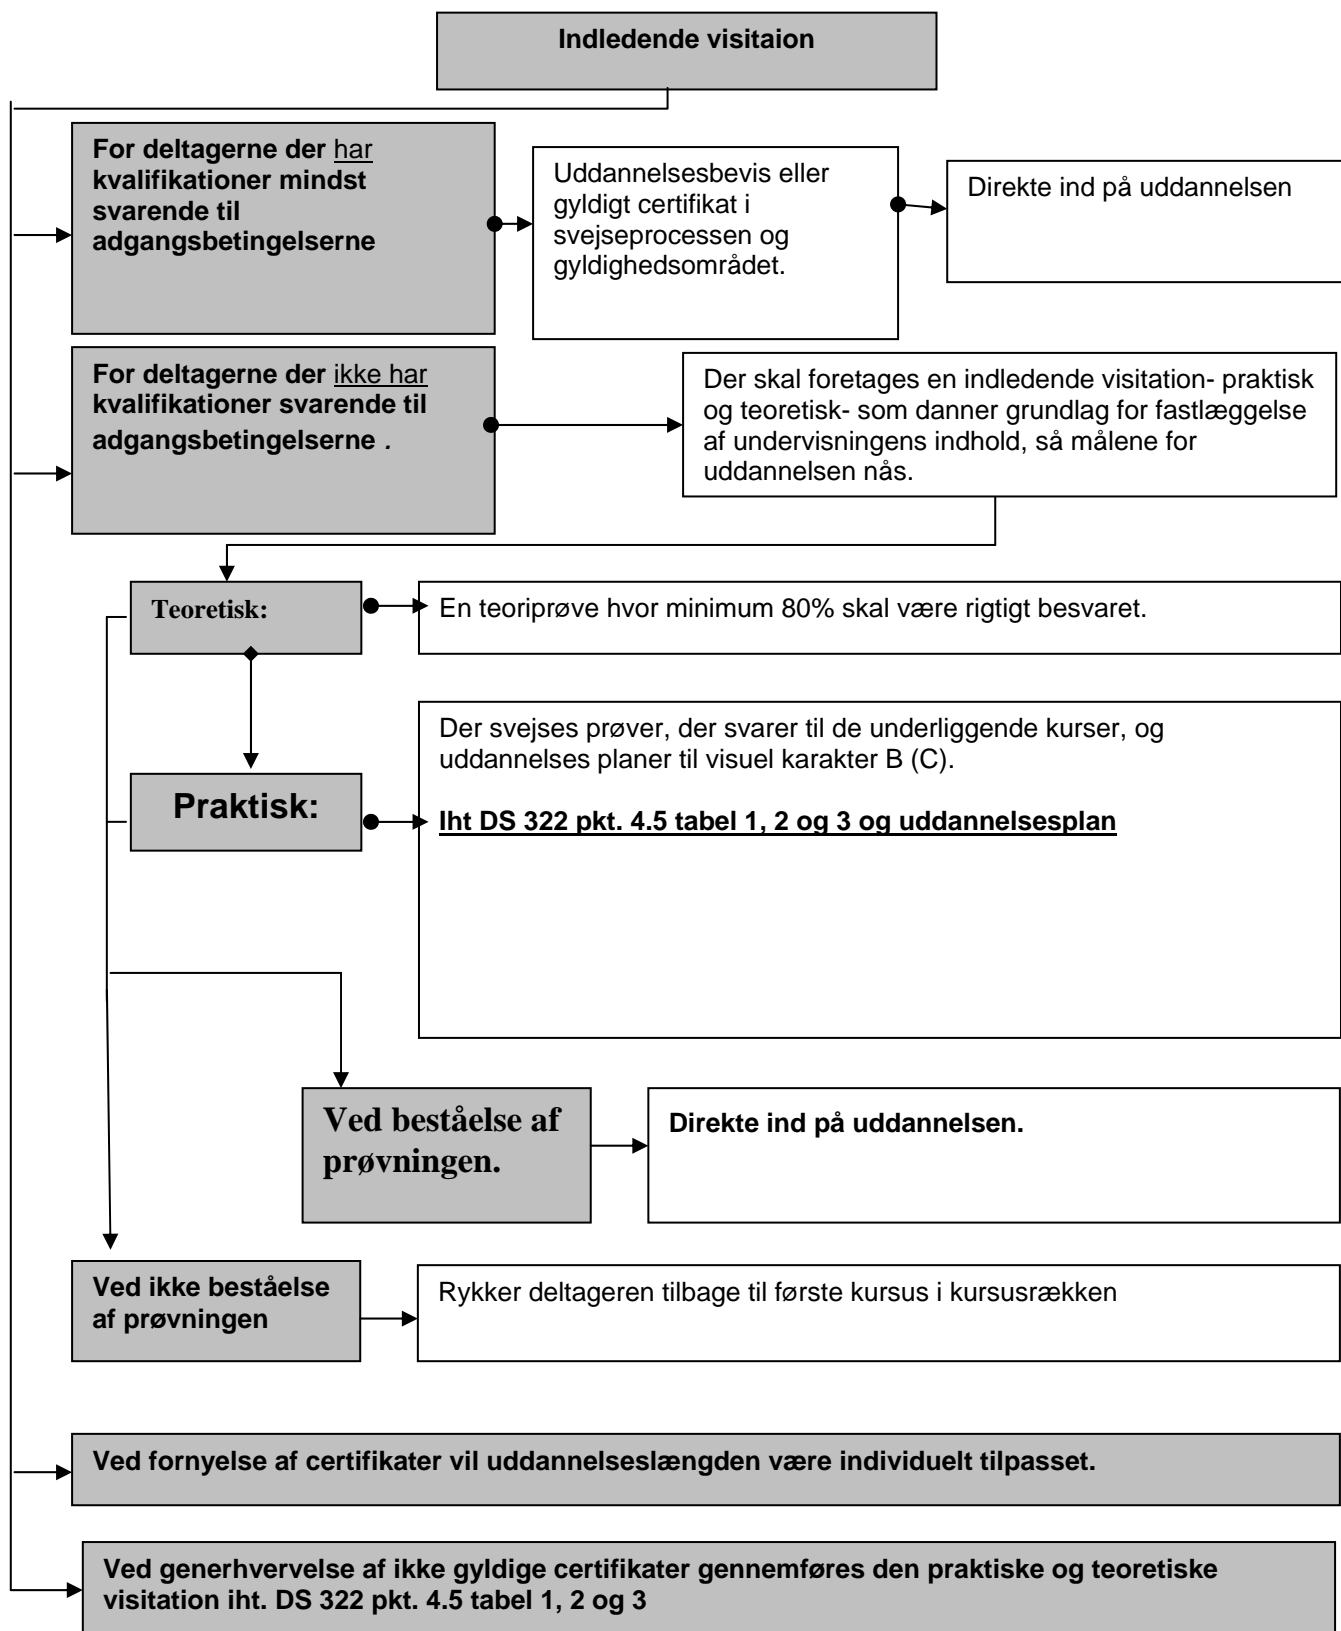 Indledende visitaion
For deltagerne der har
kvalifikationer mindst
svarende til
adgangsbetingelserne
Uddannelsesbevis eller
gyldigt certifikat i
svejseprocessen og
gyldighedsområdet.
Direkte ind på uddannelsen
For deltagerne der ikke har
kvalifikationer svarende til
adgangsbetingelserne .
Der skal foretages en indledende visitation- praktisk
og teoretisk- som danner grundlag for fastlæggelse
af undervisningens indhold, så målene for
uddannelsen nås.
Teoretisk:
En teoriprøve hvor minimum 80% skal være rigtigt besvaret.
Praktisk:
Der svejses prøver, der svarer til de underliggende kurser, og
uddannelses planer til visuel karakter B (C).
Iht DS 322 pkt. 4.5 tabel 1, 2 og 3 og uddannelsesplan
Ved beståelse af
prøvningen.
Direkte ind på uddannelsen.
Ved ikke beståelse
af prøvningen
Rykker deltageren tilbage til første kursus i kursusrækken
Ved fornyelse af certifikater vil uddannelseslængden være individuelt tilpasset.
Ved generhvervelse af ikke gyldige certifikater gennemføres den praktiske og teoretiske
visitation iht. DS 322 pkt. 4.5 tabel 1, 2 og 3